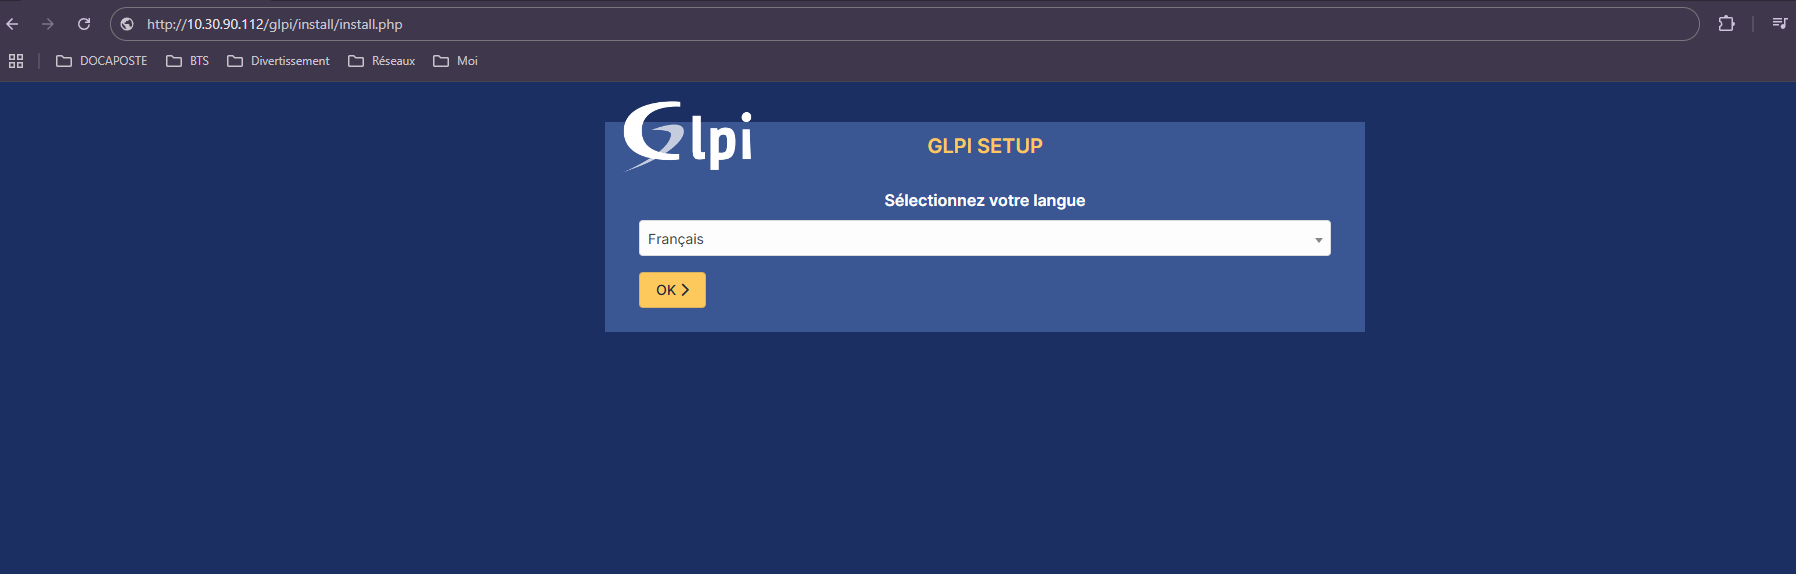 http://10.30.90.112/glpi/install/install.php
DOCAPOSTE BTS Divertissement Réseaux Moi
Glpi
GLPI SETUP
Sélectionnez votre langue
Français
OK